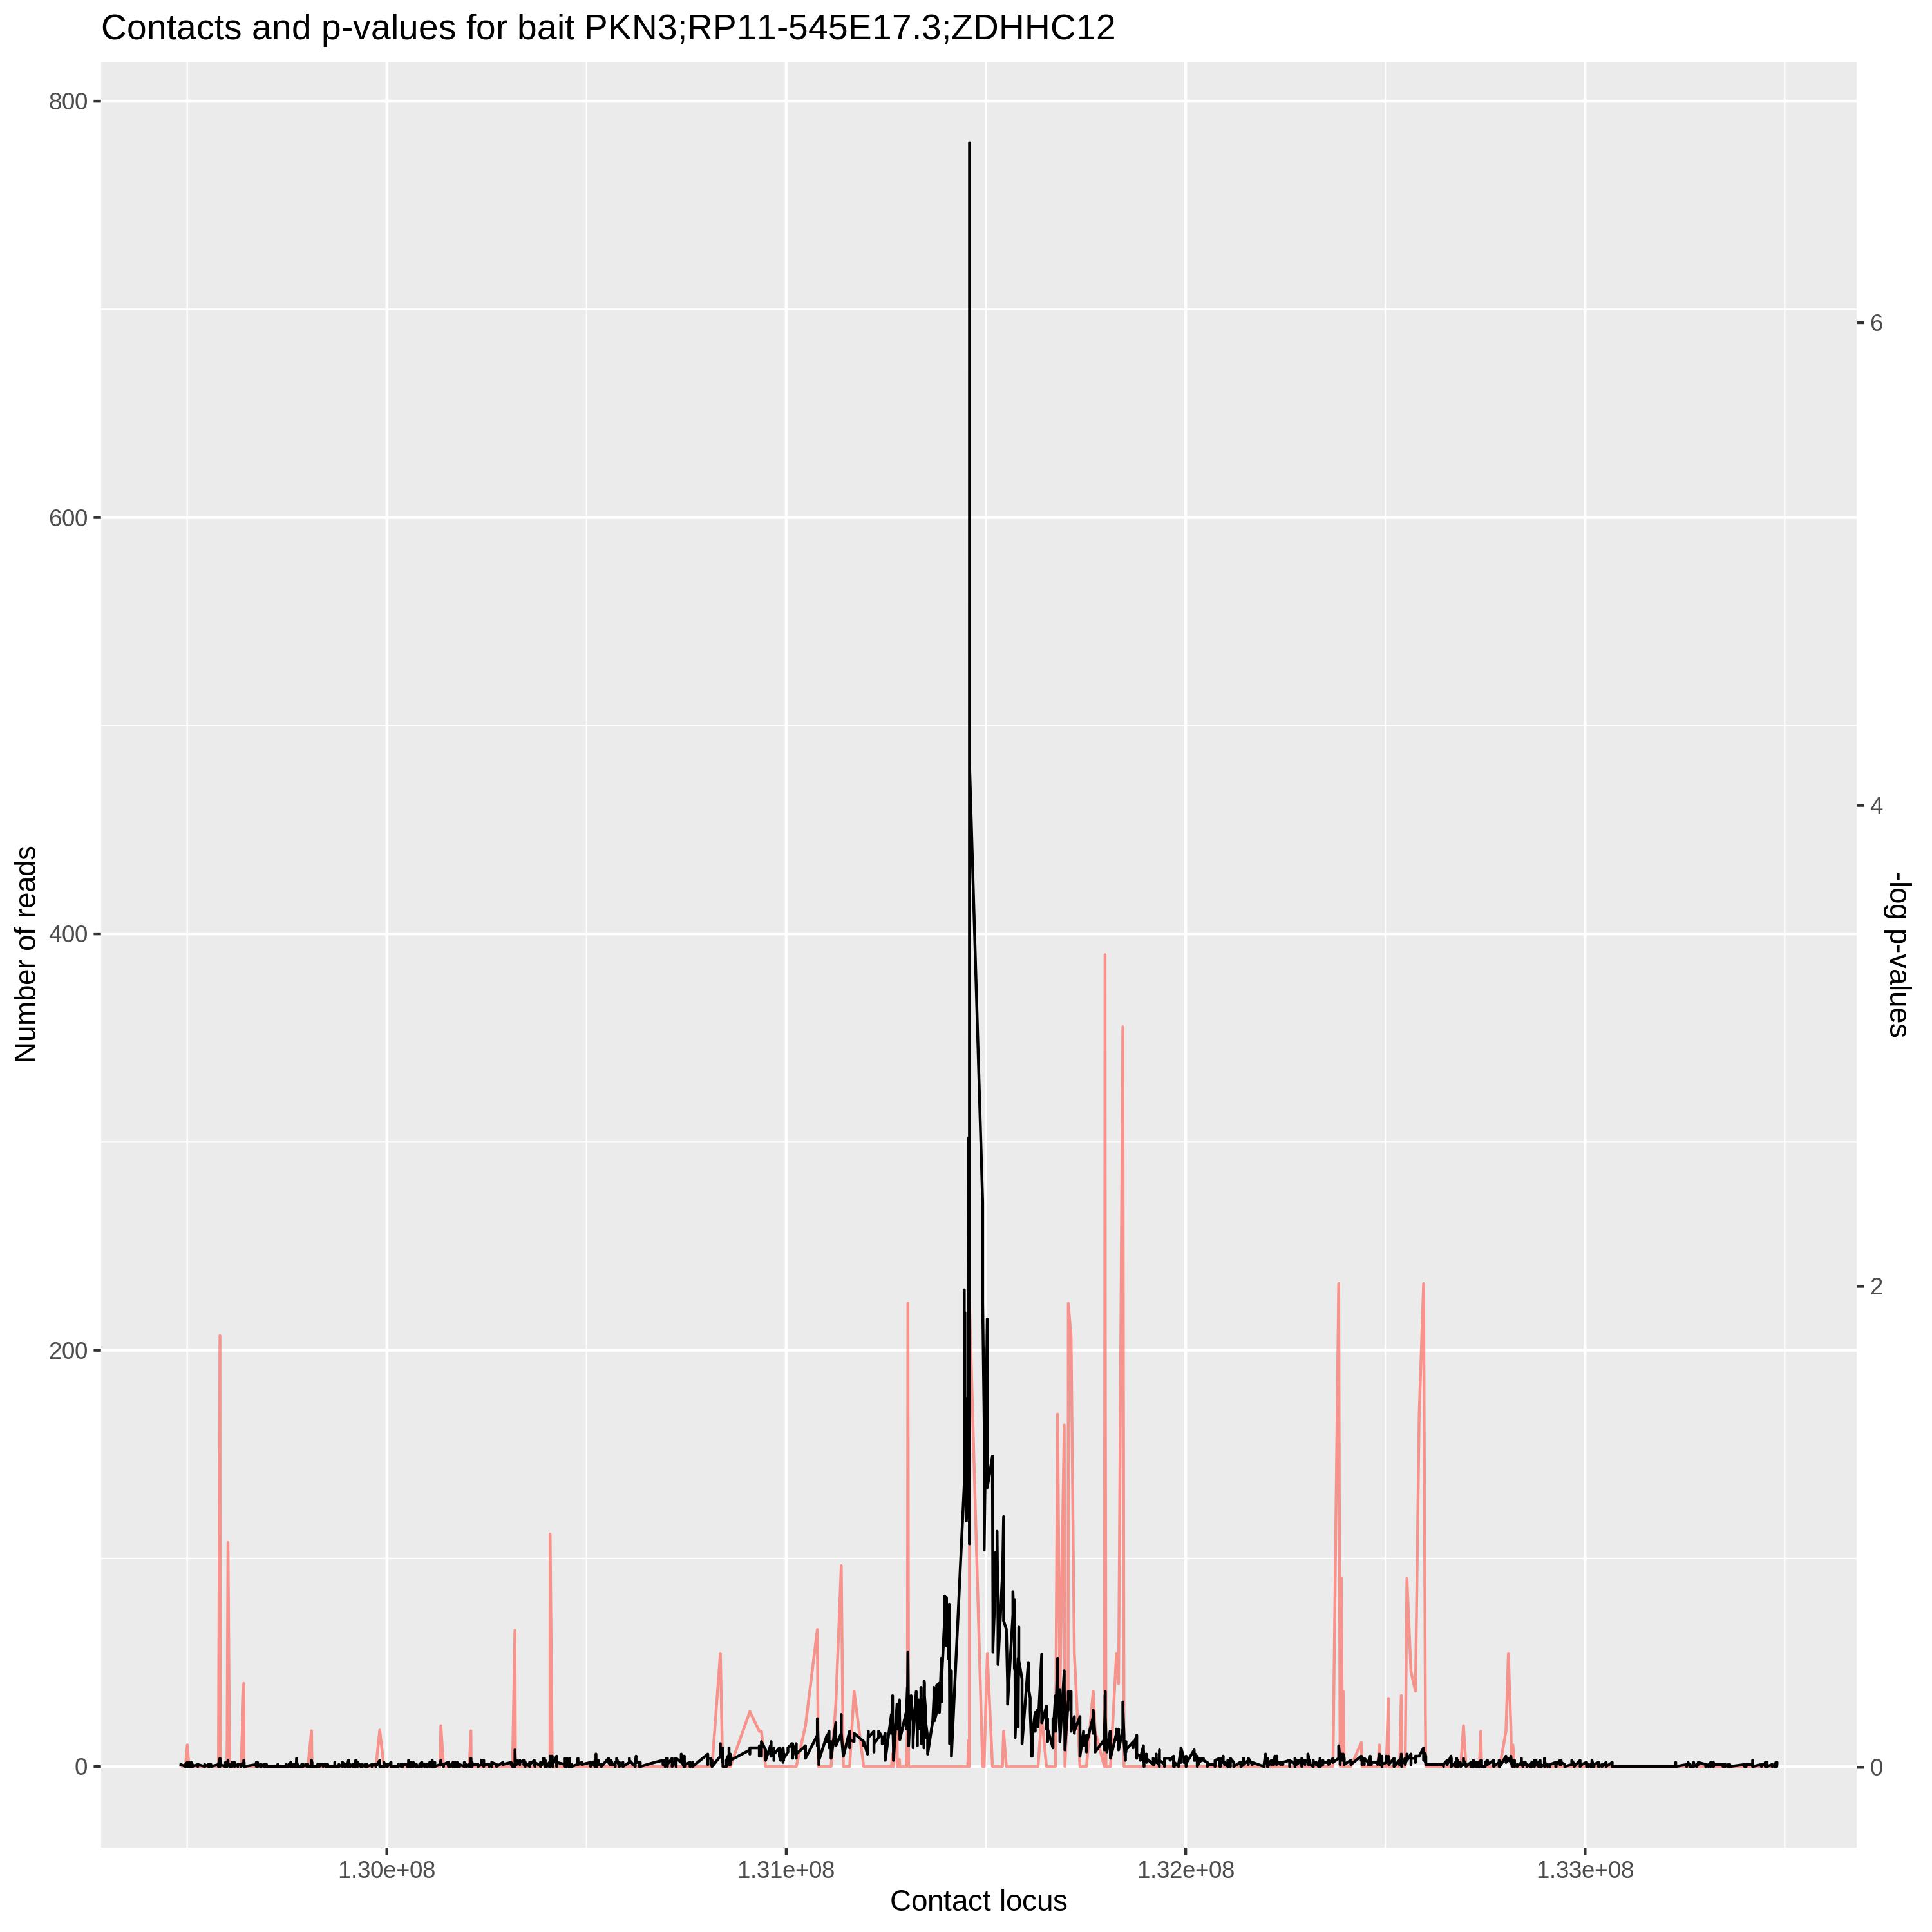 Contacts and p-values for bait PKN3;RP11-545E17.3;ZDHHC12
800
600
400
200
0
Number of reads
6
4
2
0
-log p-values
1.30e+08 1.31e+08 1.32e+08 1.33e+08
Contact locus